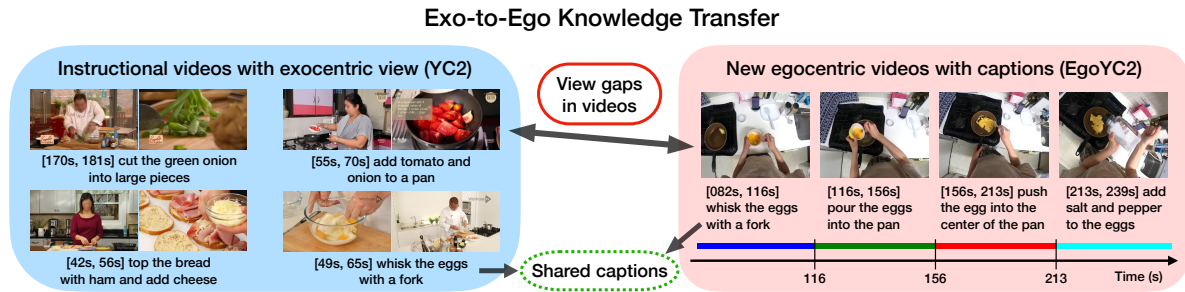 Exo-to-Ego Knowledge Transfer
Instructional videos with exocentric view (YC2)
[170s, 181s] cut the green onion
into large pieces
[55s, 70s] add tomato and
onion to a pan
[42s, 56s] top the bread
with ham and add cheese
[49s, 65s] whisk the eggs
with a fork
View gaps
in videos
Shared captions
New egocentric videos with captions (EgoYC2)
[082s, 116s]
whisk the eggs
with a fork
[116s, 156s]
pour the eggs
into the pan
[156s, 213s] push
the egg into the
center of the pan
[213s, 239s] add
salt and pepper
to the eggs
116
156
213
Time (s)